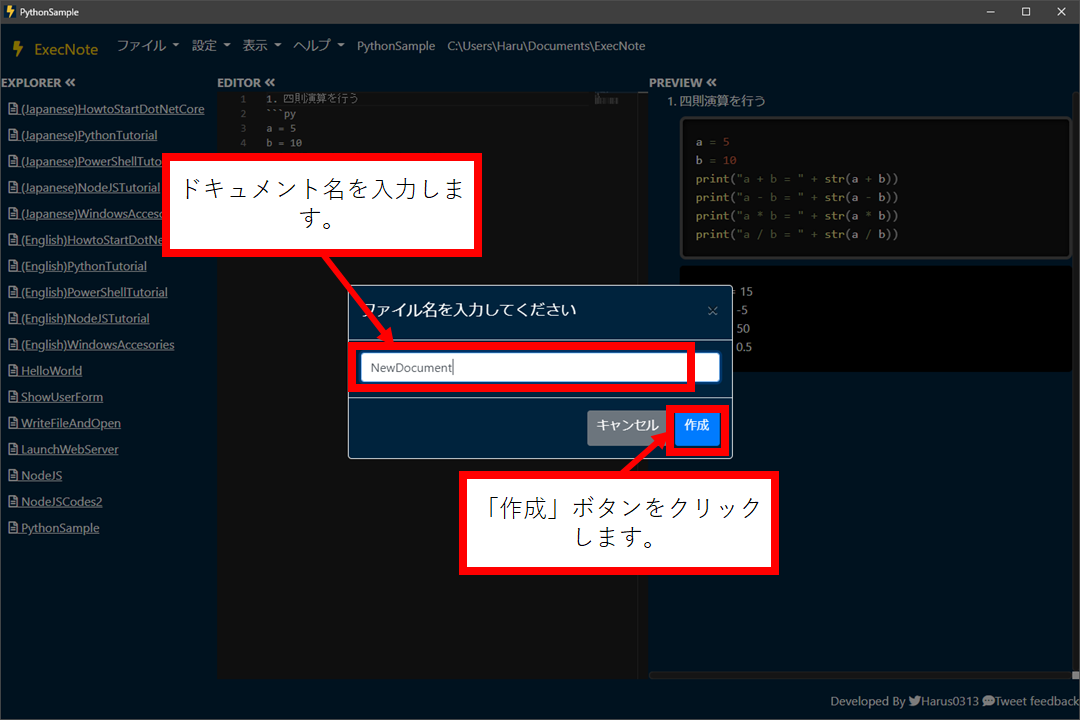 PythonSample
ExecNote ファイル 設定 表示 ヘルプ PythonSample C:\Users\Haru\Documents\ExecNote
EXPLORER
(Japanese)HowtoStartDotNetCore
(Japanese)PythonTutorial
(Japanese)PowerShellTuto
(Japanese)NodeJSTutorial
(Japanese)WindowsAcceso
(English)HowtoStartDotNe
(English)PythonTutorial
(English)PowerShellTutorial
(English)NodeJSTutorial
(English)WindowsAccesories
HelloWorld
ShowUserForm
WriteFileAndOpen
LaunchWebServer
NodeJS
NodeJSCodes2
PythonSample
EDITOR
1 1. 四則演算を行う
2 ```py
3 a = 5
4 b = 10
PREVIEW
1. 四則演算を行う
a = 5
b = 10
print("a + b = " + str(a + b))
print("a - b = " + str(a - b))
print("a * b = " + str(a * b))
print("a / b = " + str(a / b))
= 15
-5
50
0.5
ドキュメント名を入力しま
す。
ファイル名を入力してください
NewDocument
キャンセル 作成
「作成」ボタンをクリック
します。
Developed By Harus0313 Tweet feedback